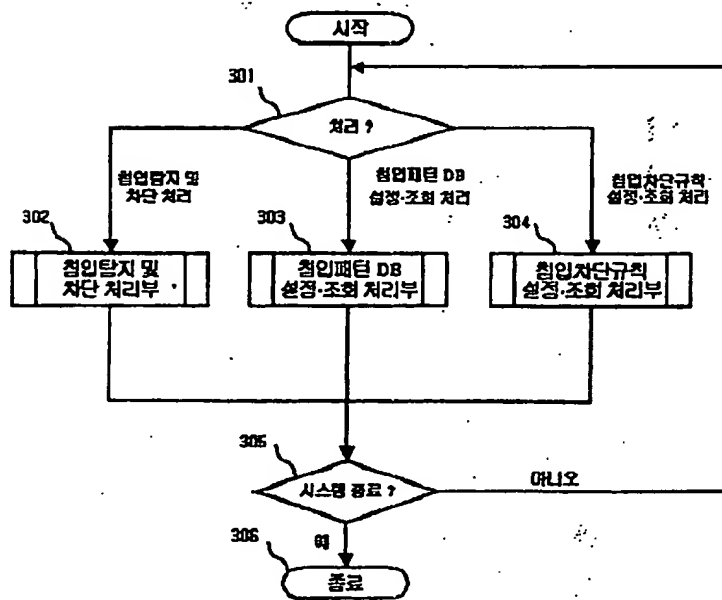 시작
301
처리 ?
침입탐지 및
차단 처리
침입패턴 DB
설정·조회 처리
침입차단규칙
설정·조회 처리
302
침입탐지 및
차단 처리부
303
침입패턴 DB
설정·조회 처리부
304
침입차단규칙
설정·조회 처리부
305
시스템 종료 ?
아니오
306
예
종료